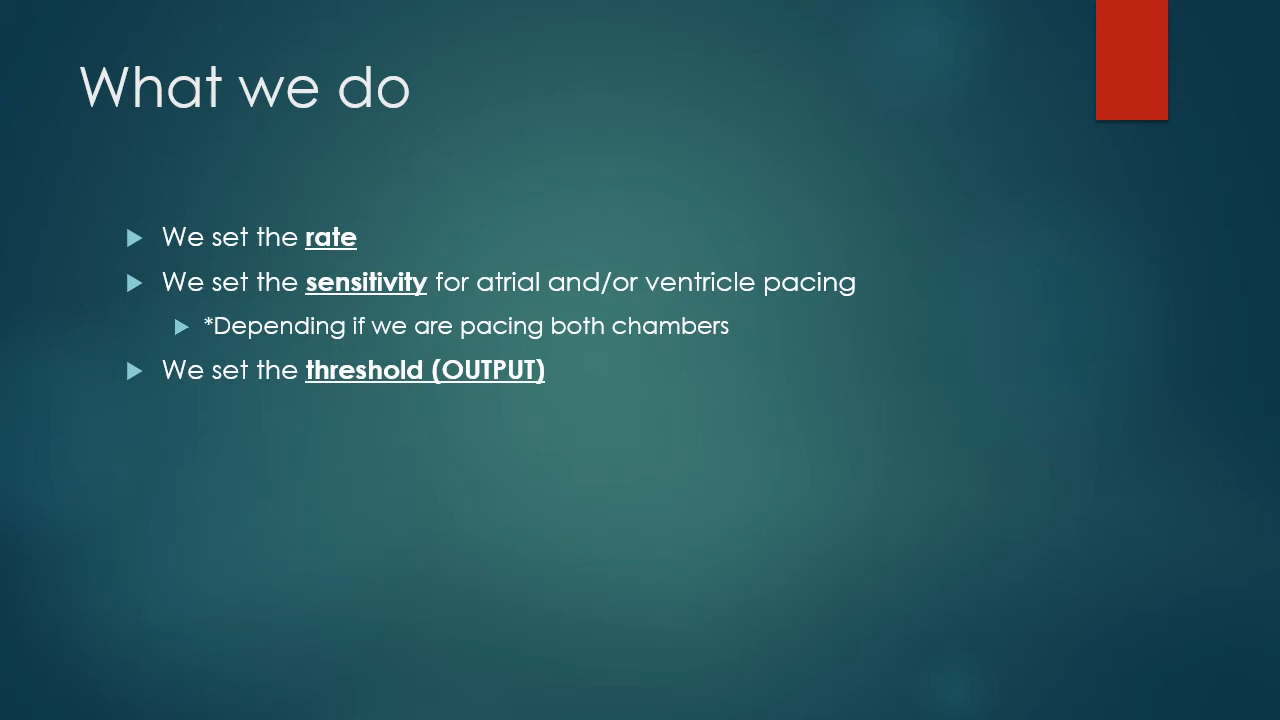 What we do
We set the rate
We set the sensitivity for atrial and/or ventricle pacing
*Depending if we are pacing both chambers
We set the threshold (OUTPUT)